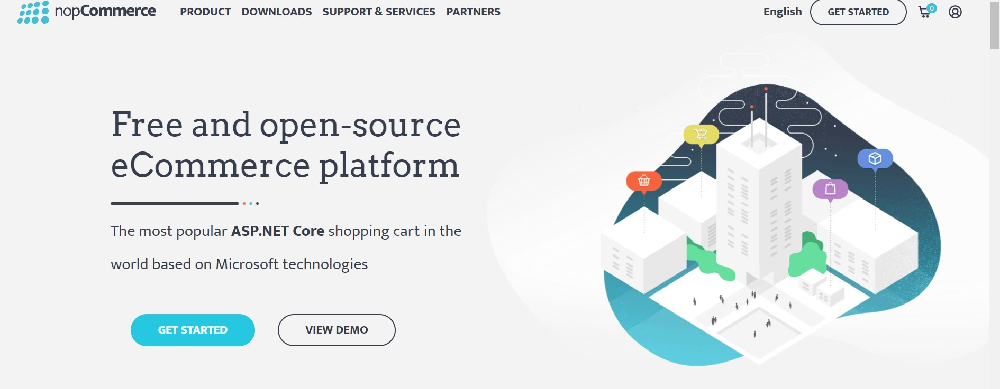 nopCommerce
PRODUCT DOWNLOADS SUPPORT & SERVICES PARTNERS
English GET STARTED 0
Free and open-source
eCommerce platform
The most popular ASP.NET Core shopping cart in the
world based on Microsoft technologies
GET STARTED VIEW DEMO